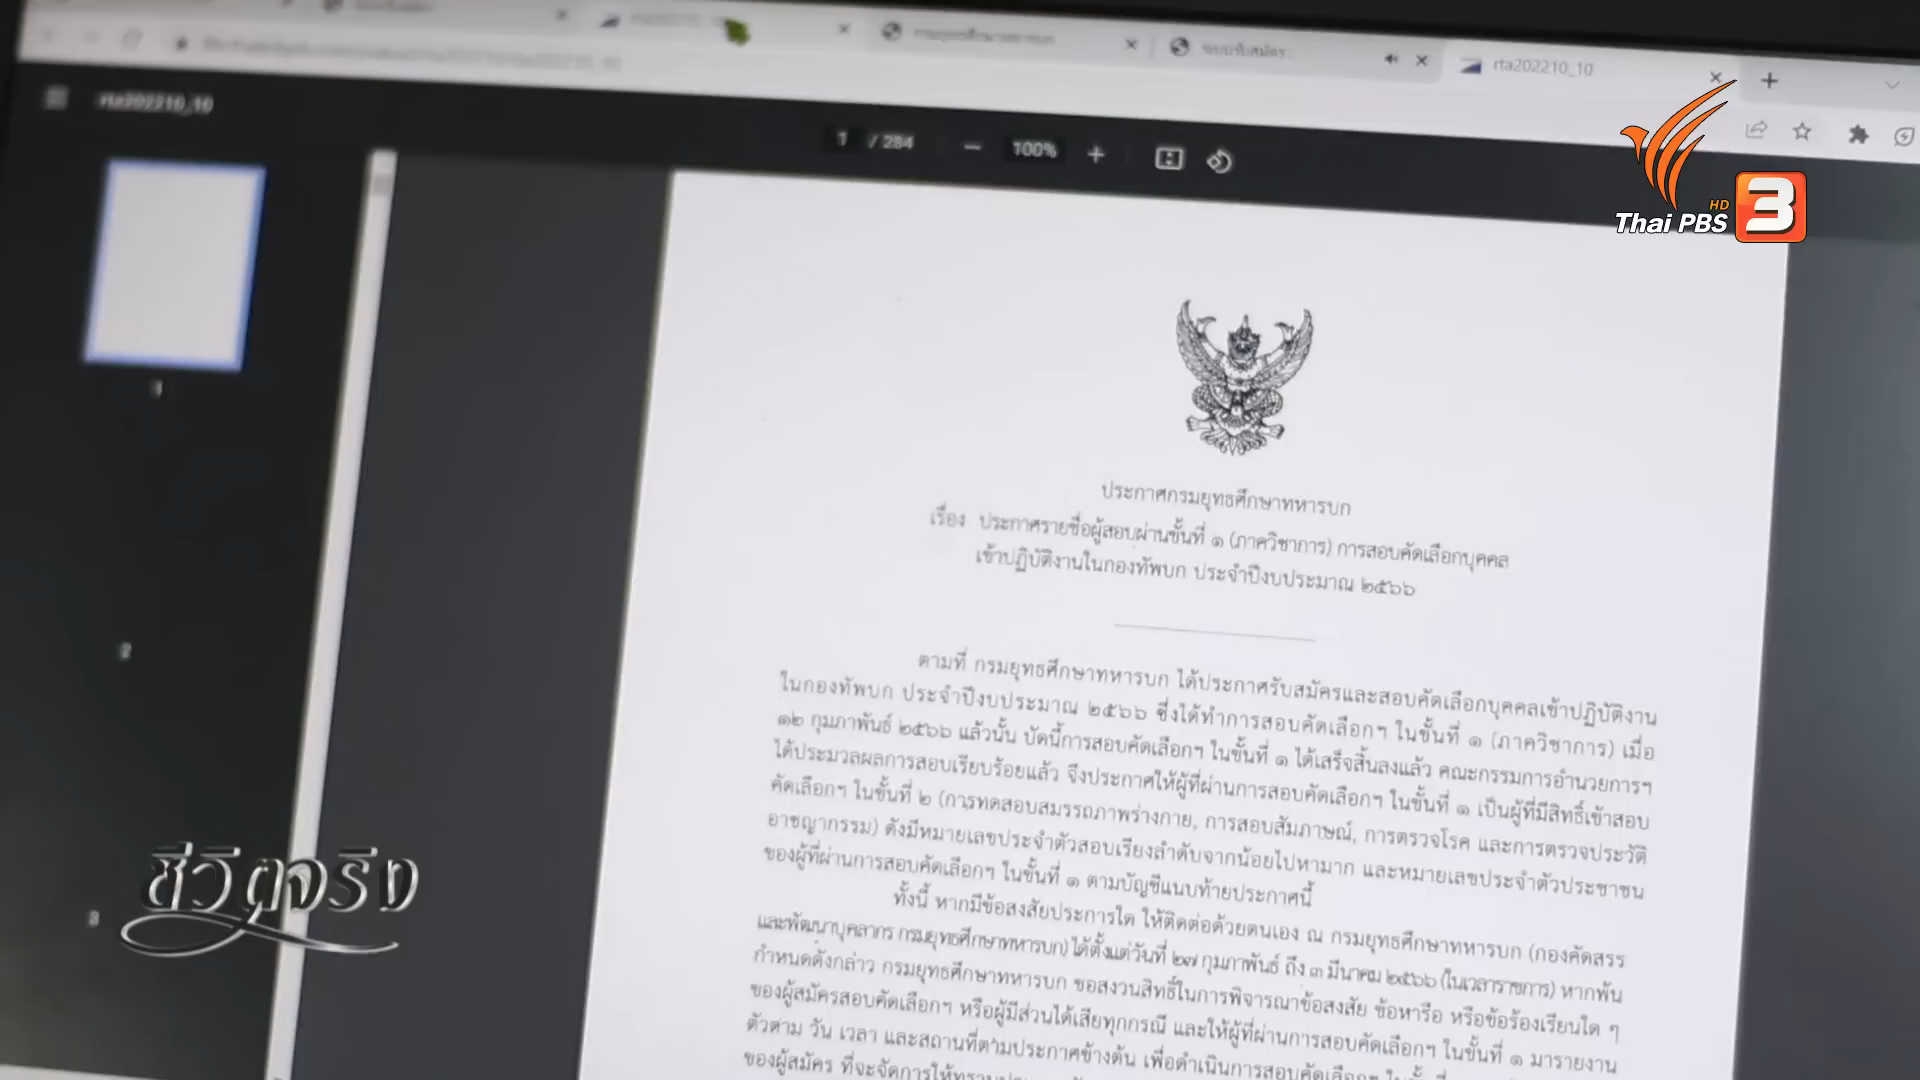 rta202210_10
rta202210_10
1 / 284
100%
HD
Thai PBS 3
1
2
3
ประกาศกรมยุทธศึกษาทหารบก
เรื่อง ประกาศรายชื่อผู้สอบผ่านขั้นที่ ๑ (ภาควิชาการ) การสอบคัดเลือกบุคคล
เข้าปฏิบัติงานในกองทัพบก ประจำปีงบประมาณ ๒๕๖๖
ตามที่ กรมยุทธศึกษาทหารบก ได้ประกาศรับสมัครและสอบคัดเลือกบุคคลเข้าปฏิบัติงาน
ในกองทัพบก ประจำปีงบประมาณ ๒๕๖๖ ซึ่งได้ทำการสอบคัดเลือกฯ ในขั้นที่ ๑ (ภาควิชาการ) เมื่อ
๑๒ กุมภาพันธ์ ๒๕๖๖ แล้วนั้น บัดนี้การสอบคัดเลือกฯ ในขั้นที่ ๑ ได้เสร็จสิ้นลงแล้ว คณะกรรมการอำนวยการฯ
ได้ประมวลผลการสอบเรียบร้อยแล้ว จึงประกาศให้ผู้ที่ผ่านการสอบคัดเลือกฯ ในขั้นที่ ๑ เป็นผู้ที่มีสิทธิ์เข้าสอบ
คัดเลือกฯ ในขั้นที่ ๒ (การทดสอบสมรรถภาพร่างกาย, การสอบสัมภาษณ์, การตรวจโรค และการตรวจประวัติ
อาชญากรรม) ดังมีหมายเลขประจำตัวสอบเรียงลำดับจากน้อยไปหามาก และหมายเลขประจำตัวประชาชน
ของผู้ที่ผ่านการสอบคัดเลือกฯ ในขั้นที่ ๑ ตามบัญชีแนบท้ายประกาศนี้
ทั้งนี้ หากมีข้อสงสัยประการใด ให้ติดต่อด้วยตนเอง ณ กรมยุทธศึกษาทหารบก (กองคัดสรร
และพัฒนาบุคลากร กรมยุทธศึกษาทหารบก) ได้ตั้งแต่วันที่ ๒๗ กุมภาพันธ์ ถึง ๓ มีนาคม ๒๕๖๖ (ในเวลาราชการ) หากพ้น
กำหนดดังกล่าว กรมยุทธศึกษาทหารบก ขอสงวนสิทธิ์ในการพิจารณาข้อสงสัย ข้อหารือ หรือข้อร้องเรียนใด ๆ
ของผู้สมัครสอบคัดเลือกฯ หรือผู้มีส่วนได้เสียทุกกรณี และให้ผู้ที่ผ่านการสอบคัดเลือกฯ ในขั้นที่ ๑ มารายงาน
ตัวตาม วัน เวลา และสถานที่ตามประกาศข้างต้น เพื่อดำเนินการสอบคัดเลือกฯ
ของผู้สมัคร ที่จะจัดการให้
ชีวิตจริง